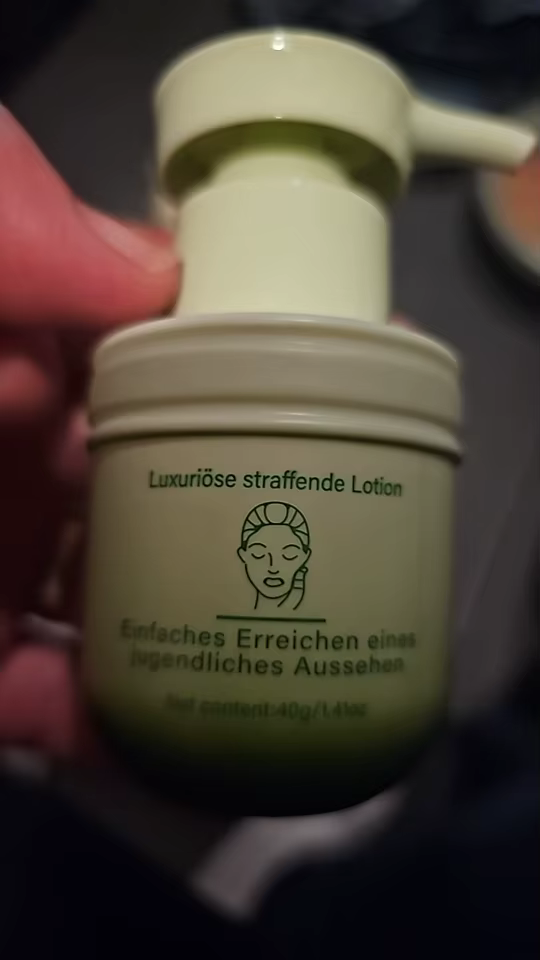 Luxuriöse straffende Lotion
Einfaches Erreichen eines
jugendliches Aussehen
Net content:40g/1.41oz